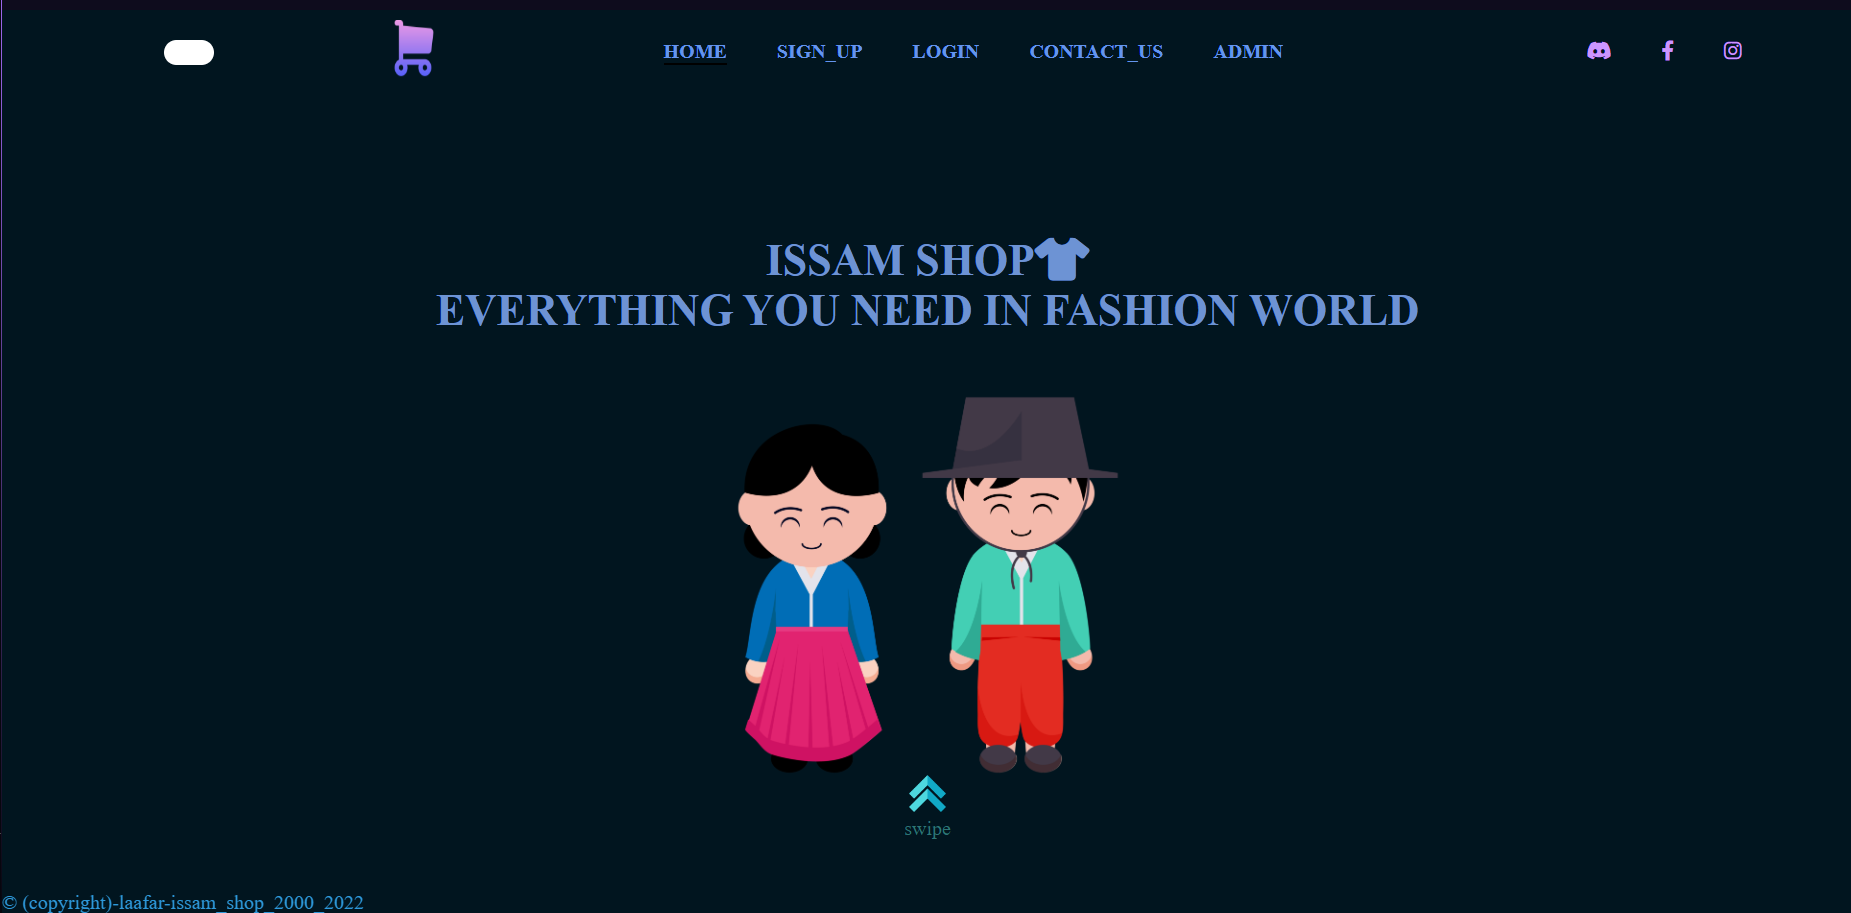 HOME SIGN_UP LOGIN CONTACT_US ADMIN
ISSAM SHOP
EVERYTHING YOU NEED IN FASHION WORLD
swipe
© (copyright)-laafar-issam_shop_2000_2022